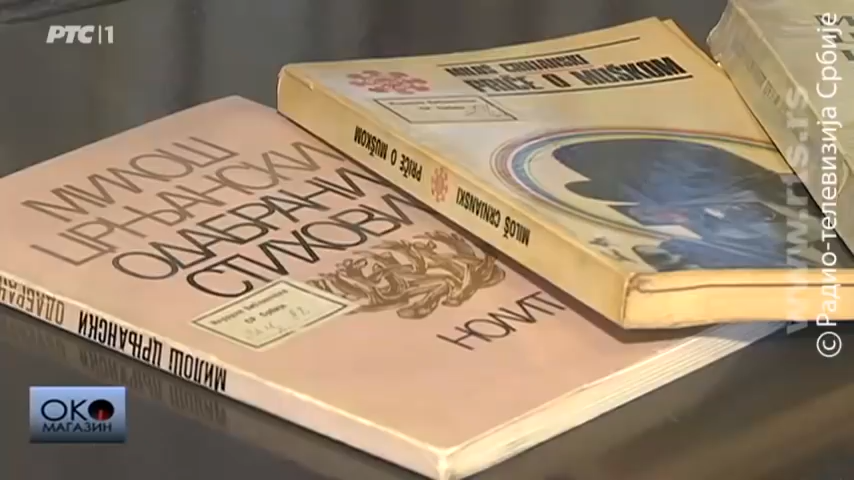 РТС|1
MILOŠ CRNJANSKI
PRIČE O MUŠKOM
PRIČE O MUŠKOM
MILOŠ CRNJANSKI
МИЛОШ
ЦРЊАНСКИ
ОДАБРАНИ
СТИХОВИ
НОЛИТ
МИЛОШ ЦРЊАНСКИ
ОКО
МАГАЗИН
www.rts.rs
© Радио-телевизија Србије